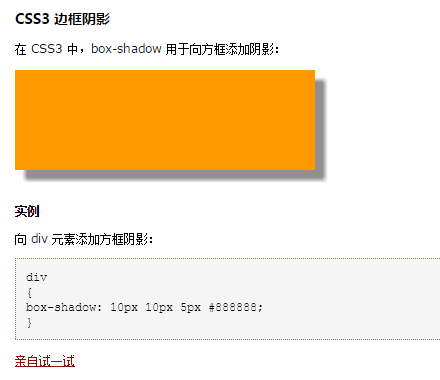 CSS3 边框阴影
在 CSS3 中，box-shadow 用于向方框添加阴影：
实例
向 div 元素添加方框阴影：
div
{
box-shadow: 10px 10px 5px #888888;
}
亲自试一试